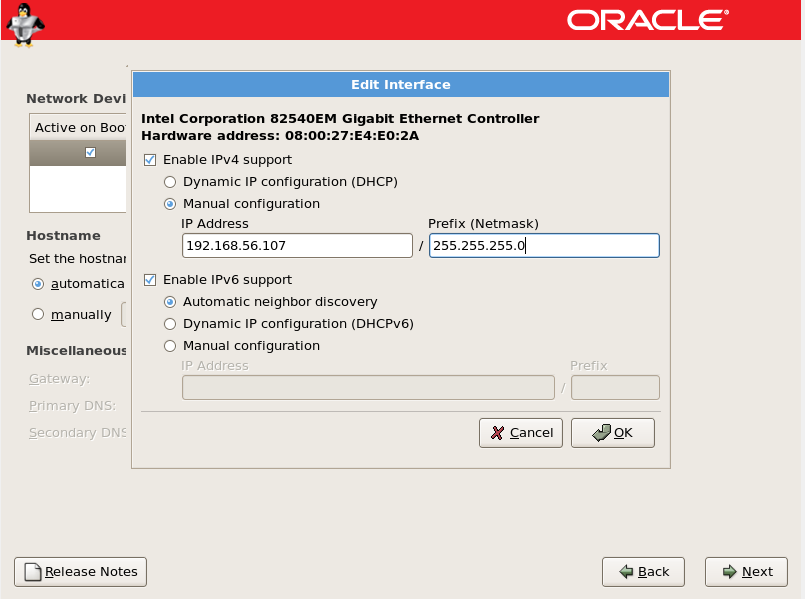 ORACLE®
Edit Interface
Network Devi
Active on Boo
Intel Corporation 82540EM Gigabit Ethernet Controller
Hardware address: 08:00:27:E4:E0:2A
Enable IPv4 support
Dynamic IP configuration (DHCP)
Manual configuration
IP Address
Prefix (Netmask)
192.168.56.107 / 255.255.255.0
Hostname
Set the hostnar
automatica
manually
Enable IPv6 support
Automatic neighbor discovery
Dynamic IP configuration (DHCPv6)
Manual configuration
IP Address
Prefix
/
Miscellaneous
Gateway:
Primary DNS:
Secondary DNS
Cancel
OK
Release Notes
Back
Next